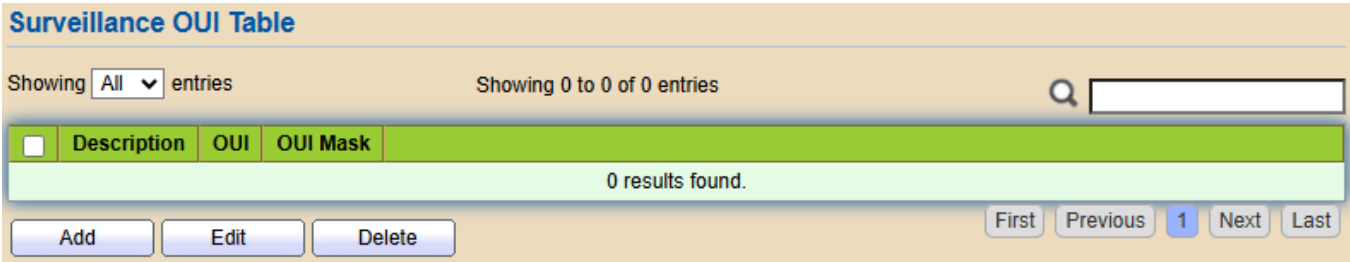 Surveillance OUI Table
Showing All entries Showing 0 to 0 of 0 entries
Description OUI OUI Mask
0 results found.
Add Edit Delete First Previous 1 Next Last